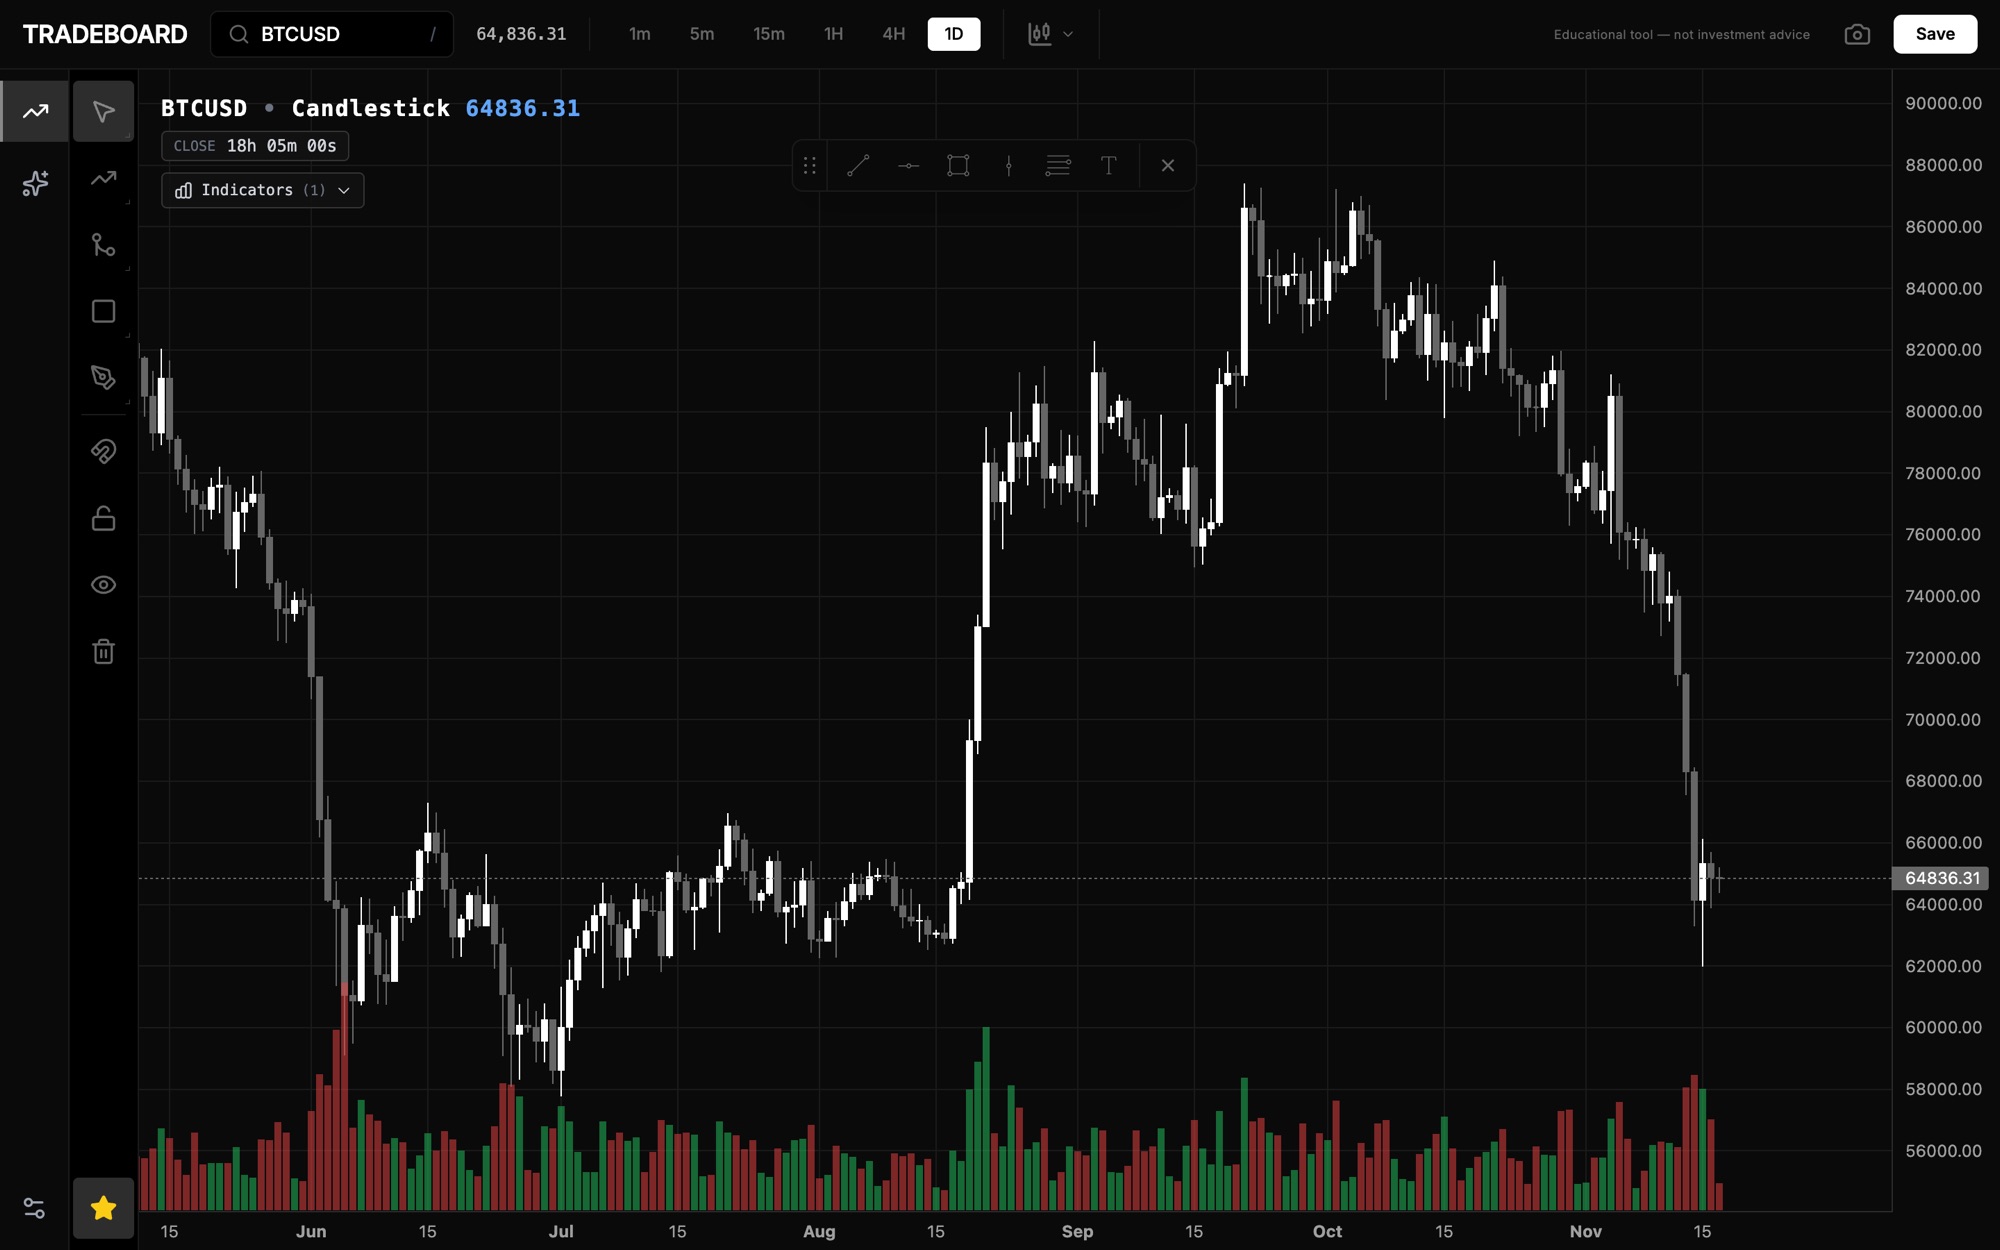 TRADEBOARD
BTCUSD /
64,836.31
1m 5m 15m 1H 4H 1D
Educational tool — not investment advice
Save
BTCUSD • Candlestick 64836.31
CLOSE 18h 05m 00s
Indicators (1)
T
90000.00
88000.00
86000.00
84000.00
82000.00
80000.00
78000.00
76000.00
74000.00
72000.00
70000.00
68000.00
66000.00
64836.31
64000.00
62000.00
60000.00
58000.00
56000.00
15 Jun 15 Jul 15 Aug 15 Sep 15 Oct 15 Nov 15